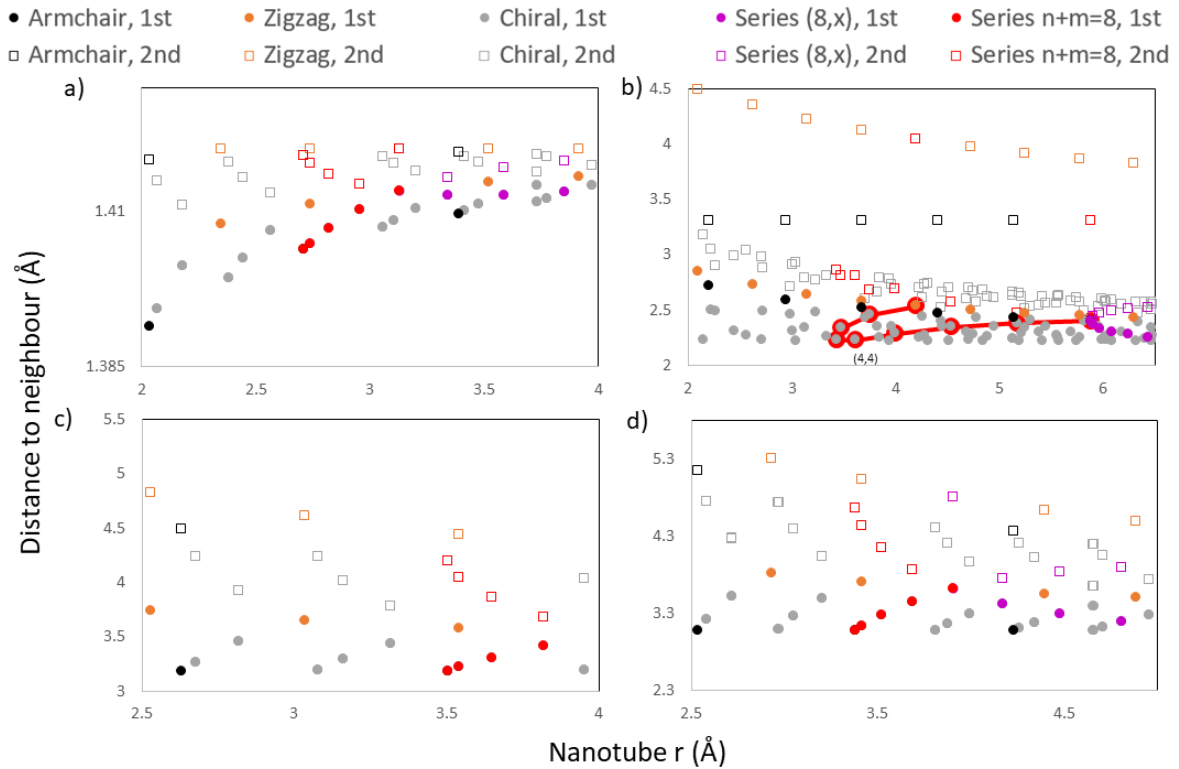 Armchair, 1st Zigzag, 1st Chiral, 1st Series (8,x), 1st Series n+m=8, 1st
Armchair, 2nd Zigzag, 2nd Chiral, 2nd Series (8,x), 2nd Series n+m=8, 2nd
a)
1.41
1.385
2 2.5 3 3.5 4
b)
4.5
4
3.5
3
2.5
2
(4,4)
2 3 4 5 6
c)
5.5
5
4.5
4
3.5
3
2.5 3 3.5 4
d)
5.3
4.3
3.3
2.3
2.5 3.5 4.5
Distance to neighbour (Å)
Nanotube r (Å)